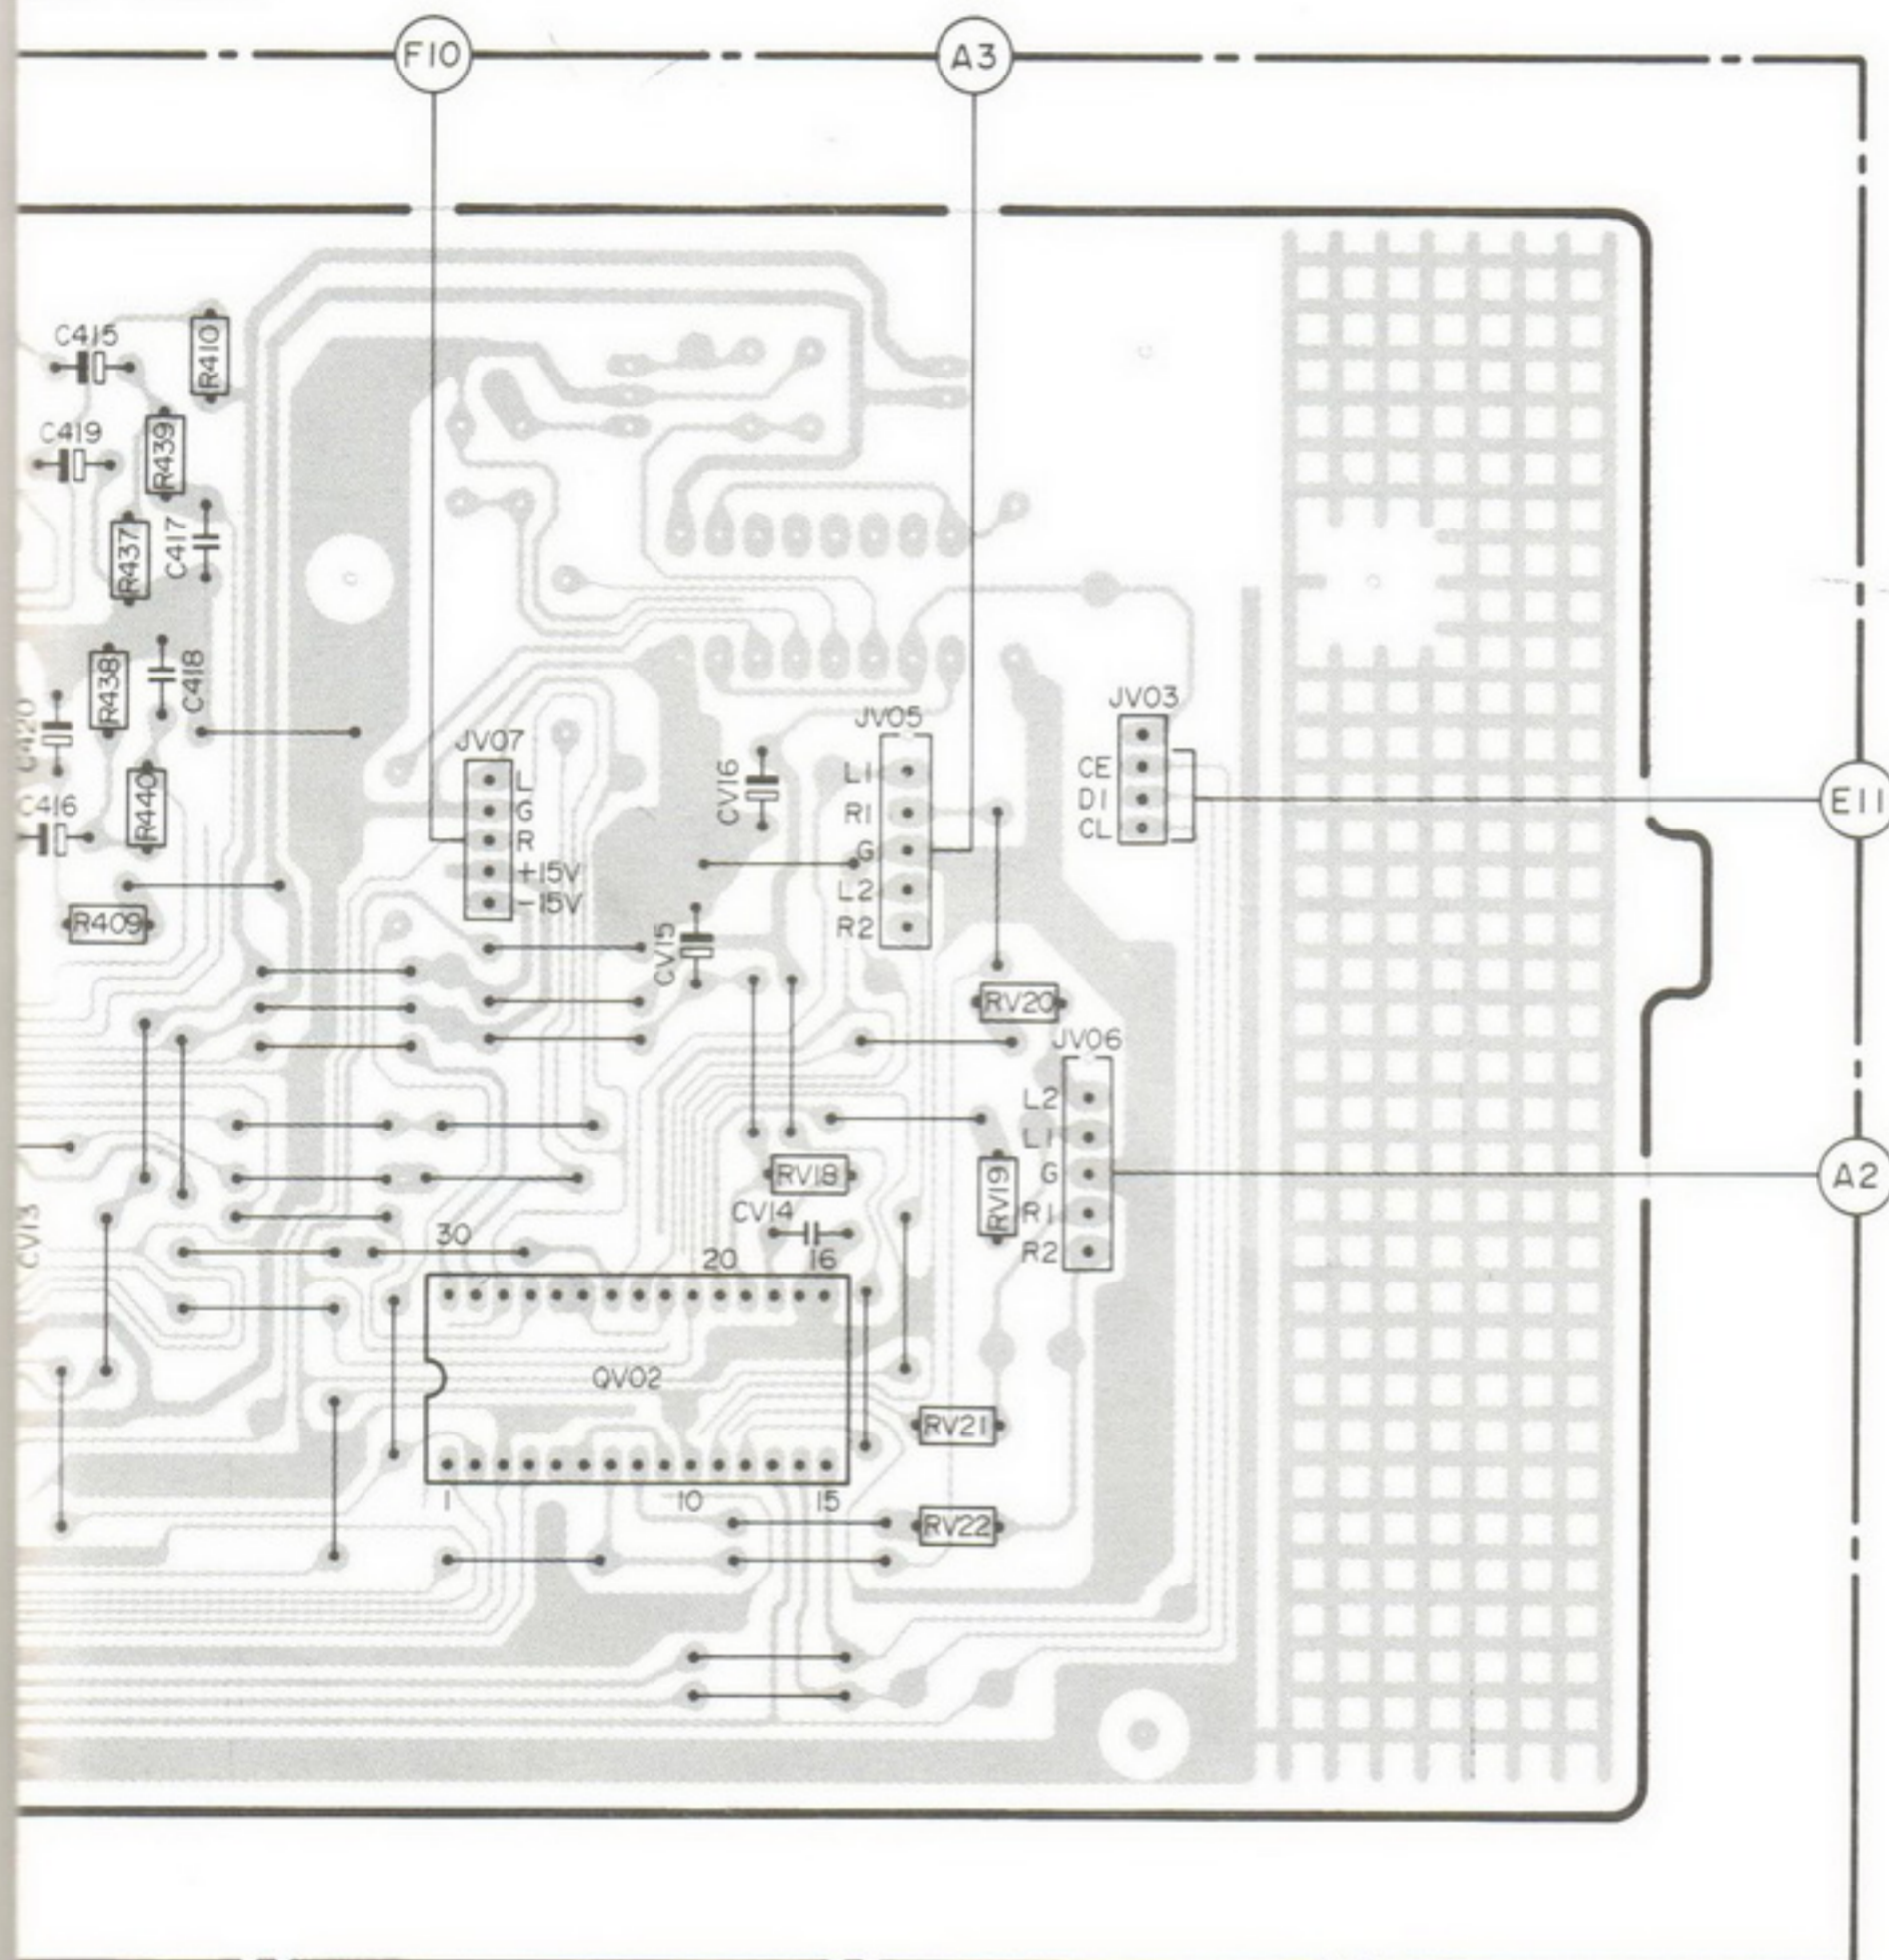 F10
A3
C415
R410
C419
R439
R437
C417
R438
C418
C420
C416
R440
R409
JV07
L
G
R
+15V
-15V
CV16
CV15
JV05
L1
R1
G
L2
R2
JV03
CE
D1
CL
E11
RV20
JV06
L2
L1
G
R1
R2
A2
RV18
RV19
CV14
CV13
30
20
16
QV02
1
10
15
RV21
RV22